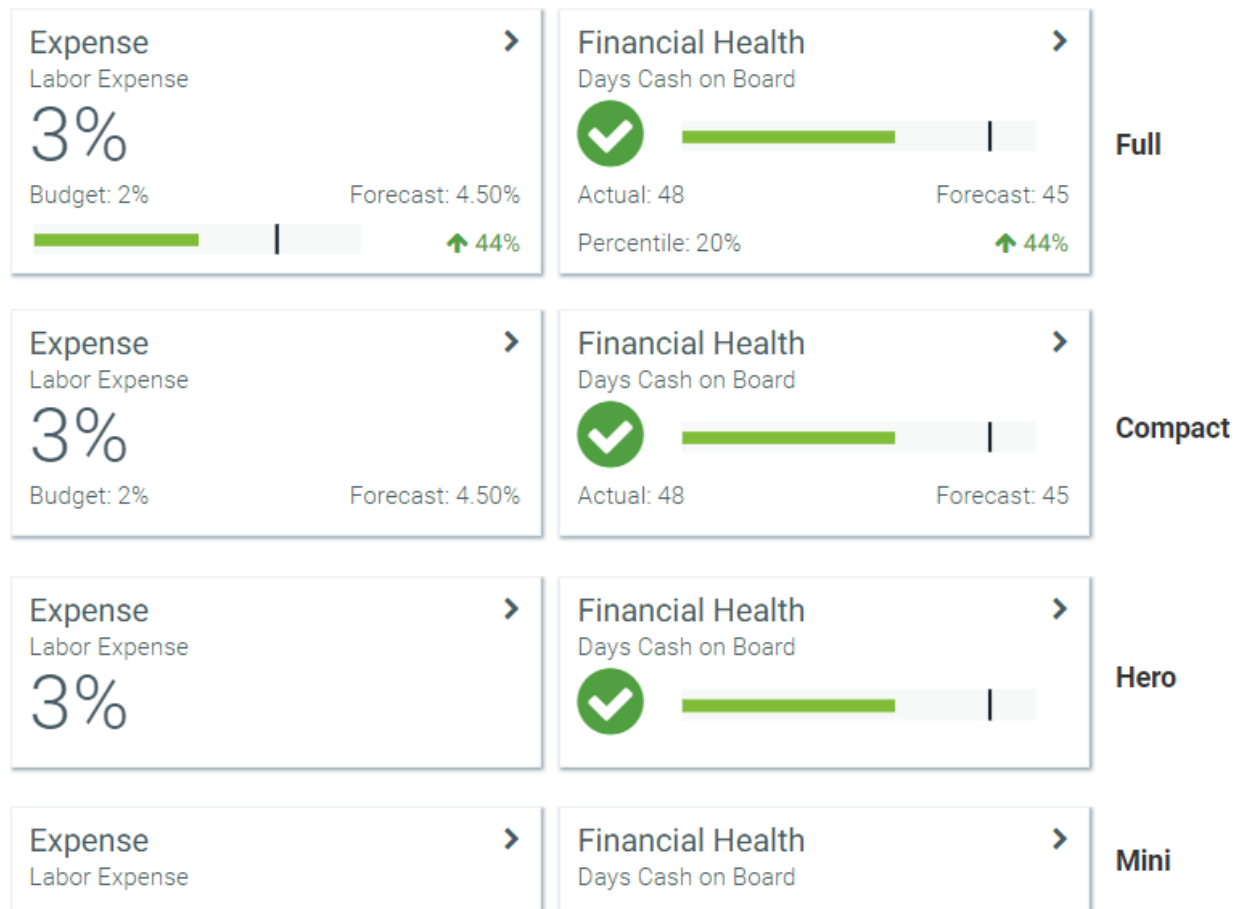 Expense
Labor Expense
3%
Budget: 2% Forecast: 4.50%
44%
Financial Health
Days Cash on Board
Actual: 48 Forecast: 45
Percentile: 20% 44%
Full
Expense
Labor Expense
3%
Budget: 2% Forecast: 4.50%
Financial Health
Days Cash on Board
Actual: 48 Forecast: 45
Compact
Expense
Labor Expense
3%
Financial Health
Days Cash on Board
Hero
Expense
Labor Expense
Financial Health
Days Cash on Board
Mini